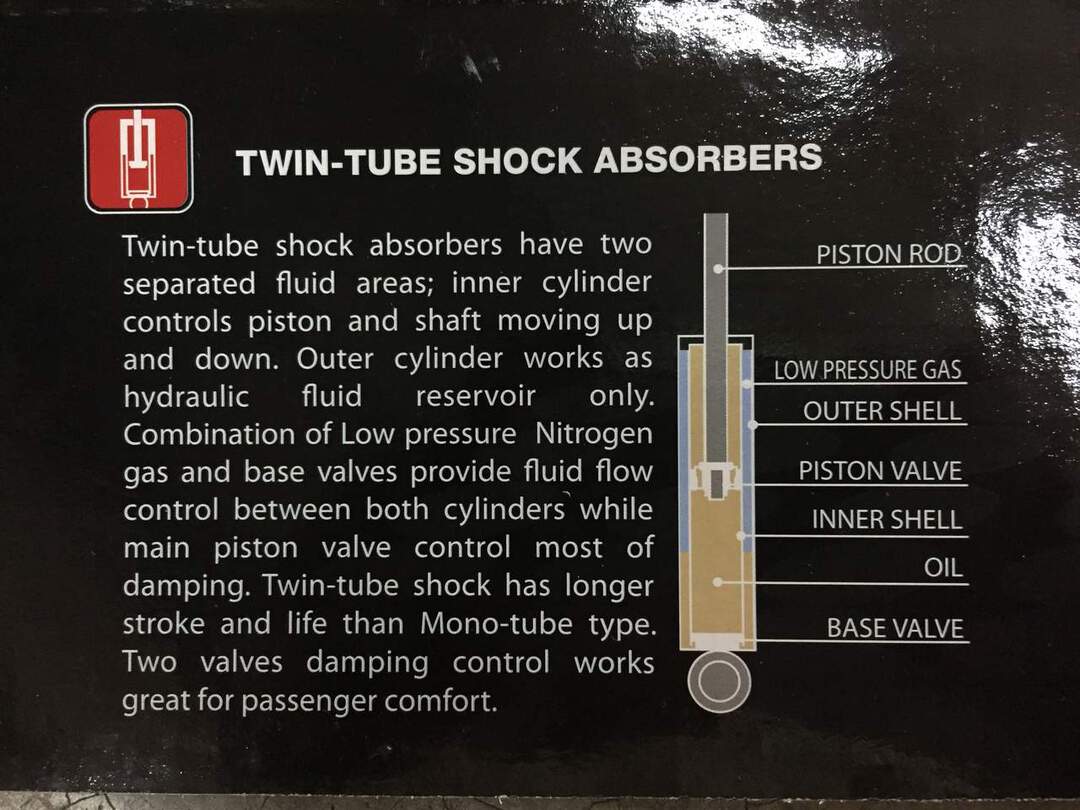 TWIN-TUBE SHOCK ABSORBERS
Twin-tube shock absorbers have two
separated fluid areas; inner cylinder
controls piston and shaft moving up
and down. Outer cylinder works as
hydraulic fluid reservoir only.
Combination of Low pressure Nitrogen
gas and base valves provide fluid flow
control between both cylinders while
main piston valve control most of
damping. Twin-tube shock has longer
stroke and life than Mono-tube type.
Two valves damping control works
great for passenger comfort.
PISTON ROD
LOW PRESSURE GAS
OUTER SHELL
PISTON VALVE
INNER SHELL
OIL
BASE VALVE